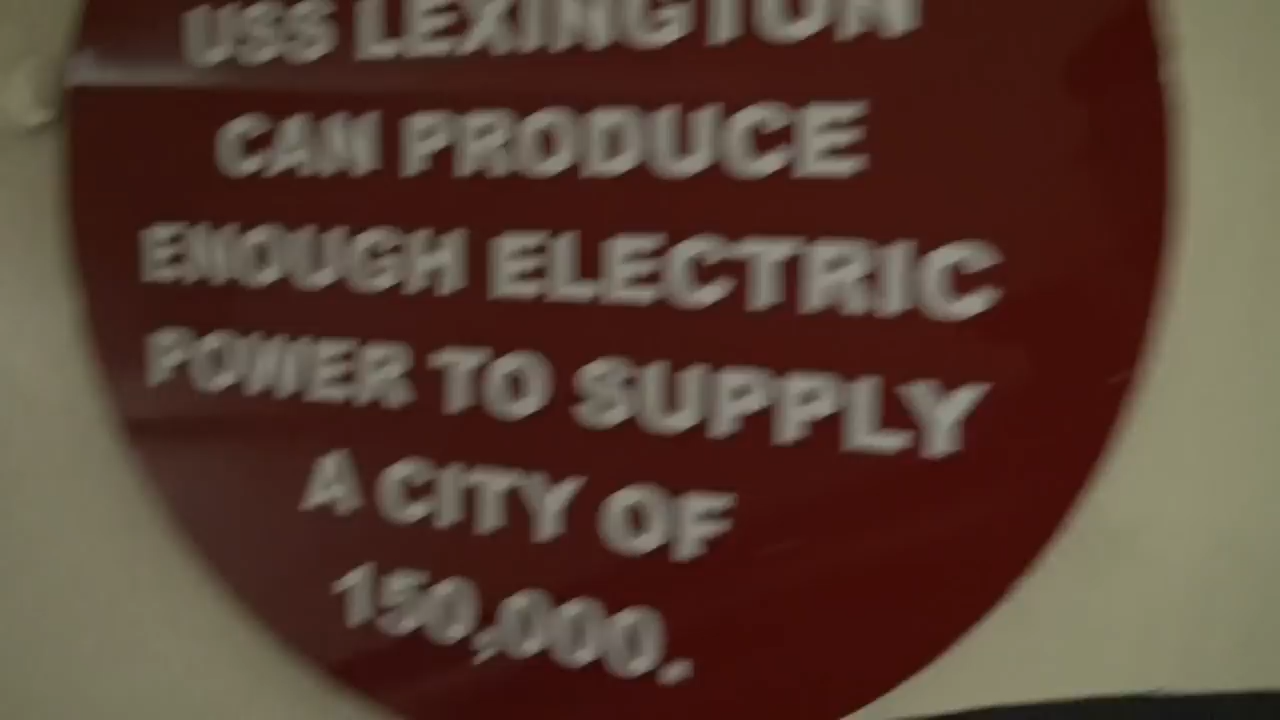 USS LEXINGTON
CAN PRODUCE
ENOUGH ELECTRIC
POWER TO SUPPLY
A CITY OF
150,000.